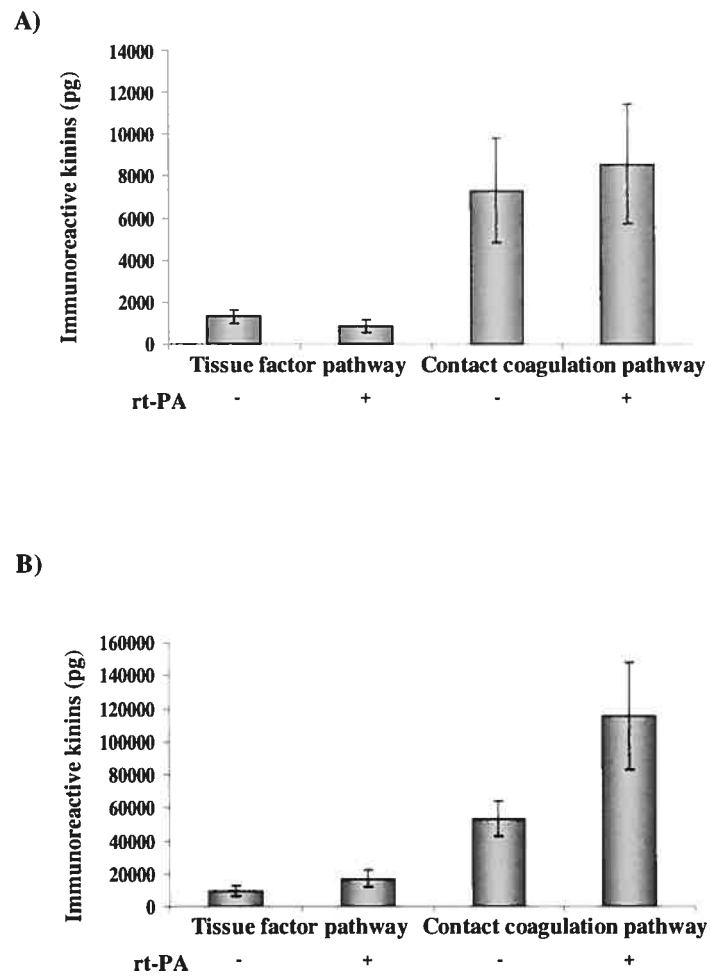 A)
Immunoreactive kinins (pg)
14000
12000
10000
8000
6000
4000
2000
0
Tissue factor pathway Contact coagulation pathway
rt-PA - + - +
B)
Immunoreactive kinins (pg)
160000
140000
120000
100000
80000
60000
40000
20000
0
Tissue factor pathway Contact coagulation pathway
rt-PA - + - +